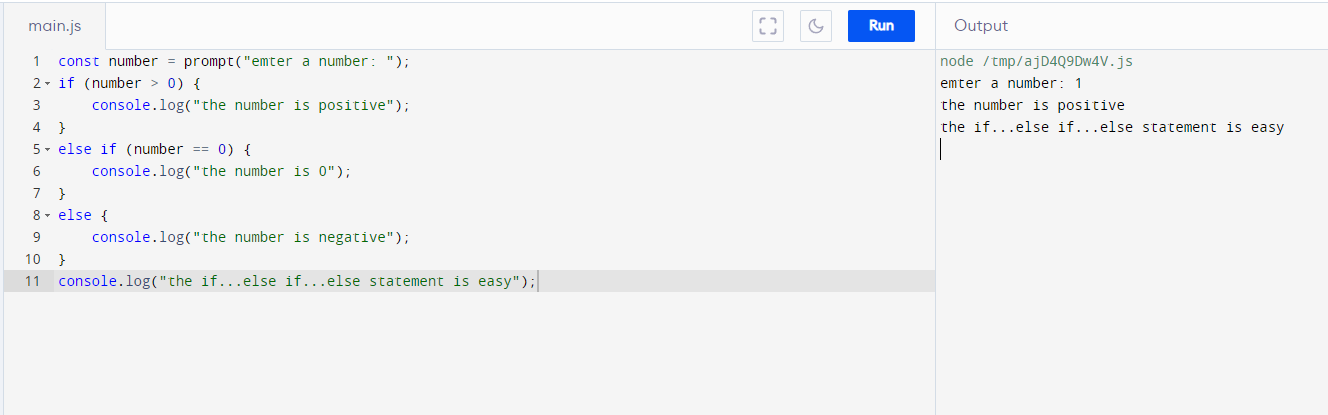 main.js
Run
Output
1 const number = prompt("emter a number: ");
2 if (number > 0) {
3 console.log("the number is positive");
4 }
5 else if (number == 0) {
6 console.log("the number is 0");
7 }
8 else {
9 console.log("the number is negative");
10 }
11 console.log("the if...else if...else statement is easy");
node /tmp/ajD4Q9Dw4V.js
emter a number: 1
the number is positive
the if...else if...else statement is easy